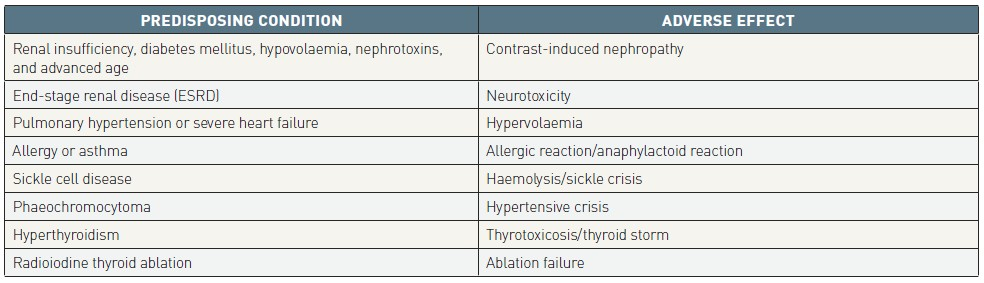 PREDISPOSING CONDITION ADVERSE EFFECT
Renal insufficiency, diabetes mellitus, hypovolaemia, nephrotoxins, Contrast-induced nephropathy
and advanced age
End-stage renal disease (ESRD) Neurotoxicity
Pulmonary hypertension or severe heart failure Hypervolaemia
Allergy or asthma Allergic reaction/anaphylactoid reaction
Sickle cell disease Haemolysis/sickle crisis
Phaeochromocytoma Hypertensive crisis
Hyperthyroidism Thyrotoxicosis/thyroid storm
Radioiodine thyroid ablation Ablation failure